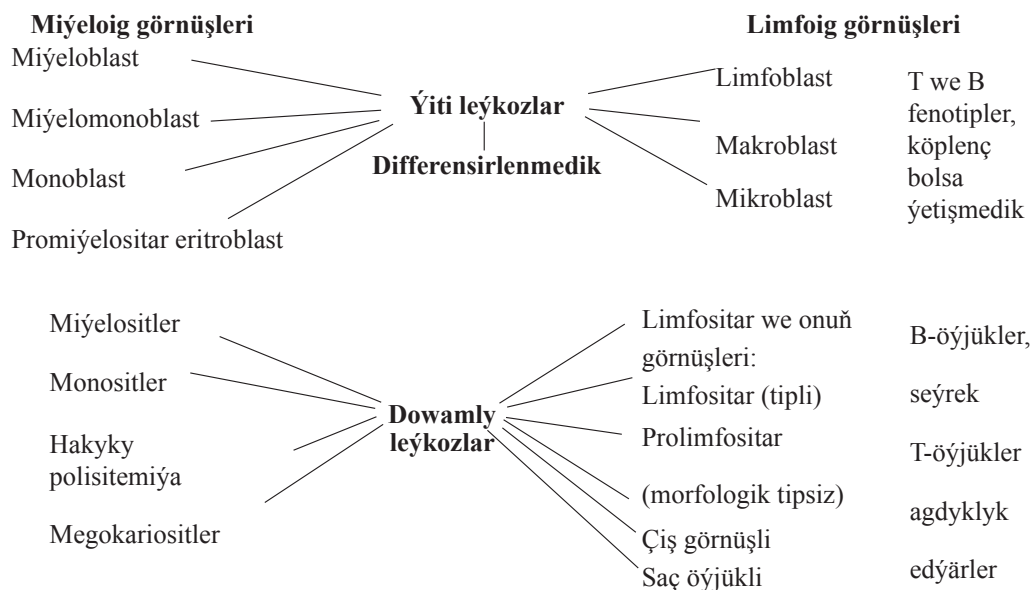 Miýeloig görnüşleri
Limfoig görnüşleri
Miýeloblast
Miýelomonoblast
Monoblast
Promiýelositar eritroblast
Ýiti leýkozlar
Differensirlenmedik
Limfoblast
Makroblast
Mikroblast
T we B
fenotipler,
köplenç
bolsa
ýetişmedik
Miýelositler
Monositler
Hakyky
polisitemiýa
Megokariositler
Dowamly
leýkozlar
Limfositar we onuň
görnüşleri:
Limfositar (tipli)
Prolimfositar
(morfologik tipsiz)
Çiş görnüşli
Saç öýjükli
B-öýjükler,
seýrek
T-öýjükler
agdyklyk
edýärler